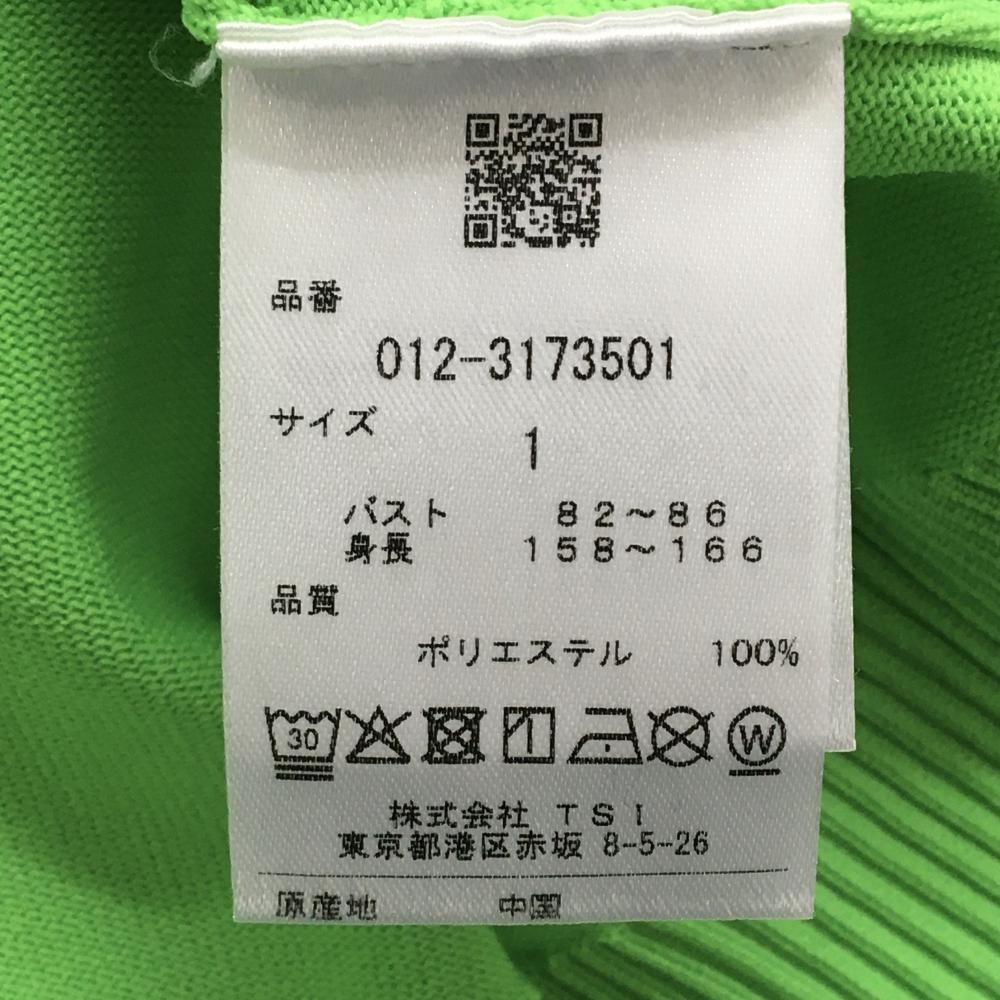 品番
012-3173501
サイズ
1
バスト 82~86
身長 158~166
品質
ポリエステル 100%
30
W
株式会社 TSI
東京都港区赤坂 8-5-26
原産地 中国